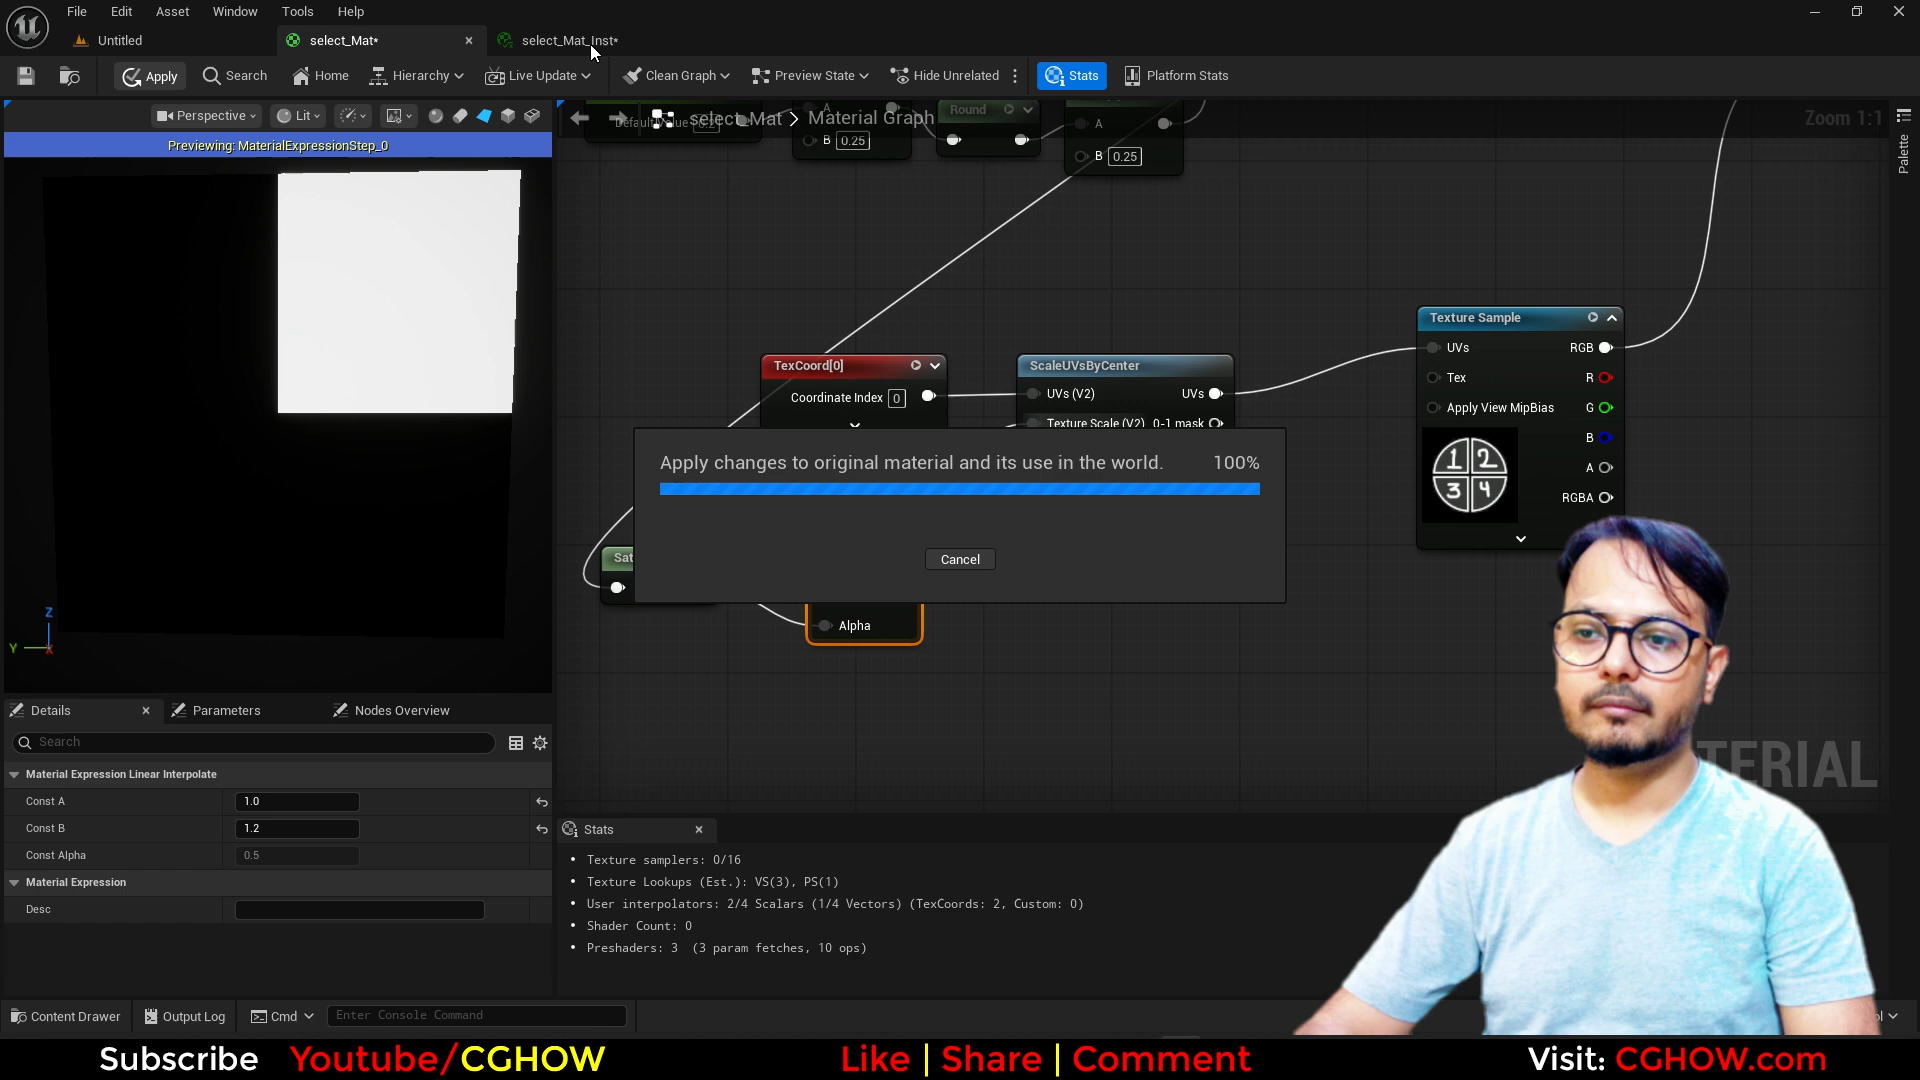 File Edit Asset Window Tools Help
Untitled select_Mat* select_Mat_Inst*
Apply Search Home Hierarchy Live Update Clean Graph Preview State Hide Unrelated Stats Platform Stats
Perspective Lit
Previewing: MaterialExpressionStep_0
select_Mat > Material Graph
Zoom 1:1
Palette
B 0.25
Round
A
B 0.25
TexCoord[0]
Coordinate Index 0
ScaleUVsByCenter
UVs (V2) UVs
Texture Scale (V2) 0-1 mask
Texture Sample
UVs RGB
Tex R
Apply View MipBias G
B
A
RGBA
1 2
3 4
Apply changes to original material and its use in the world. 100%
Cancel
Alpha
Z
Y
Details Parameters Nodes Overview
Search
Material Expression Linear Interpolate
Const A 1.0
Const B 1.2
Const Alpha 0.5
Material Expression
Desc
Stats
• Texture samplers: 0/16
• Texture Lookups (Est.): VS(3), PS(1)
• User interpolators: 2/4 Scalars (1/4 Vectors) (TexCoords: 2, Custom: 0)
• Shader Count: 0
• Preshaders: 3 (3 param fetches, 10 ops)
Content Drawer Output Log Cmd Enter Console Command
Subscribe Youtube/CGHOW Like | Share | Comment Visit: CGHOW.com